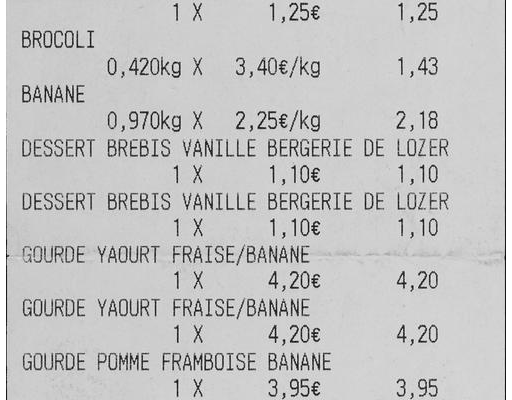 1 X 1,25€ 1,25
BROCOLI
0,420kg X 3,40€/kg 1,43
BANANE
0,970kg X 2,25€/kg 2,18
DESSERT BREBIS VANILLE BERGERIE DE LOZER
1 X 1,10€ 1,10
DESSERT BREBIS VANILLE BERGERIE DE LOZER
1 X 1,10€ 1,10
GOURDE YAOURT FRAISE/BANANE
1 X 4,20€ 4,20
GOURDE YAOURT FRAISE/BANANE
1 X 4,20€ 4,20
GOURDE POMME FRAMBOISE BANANE
1 X 3,95€ 3,95